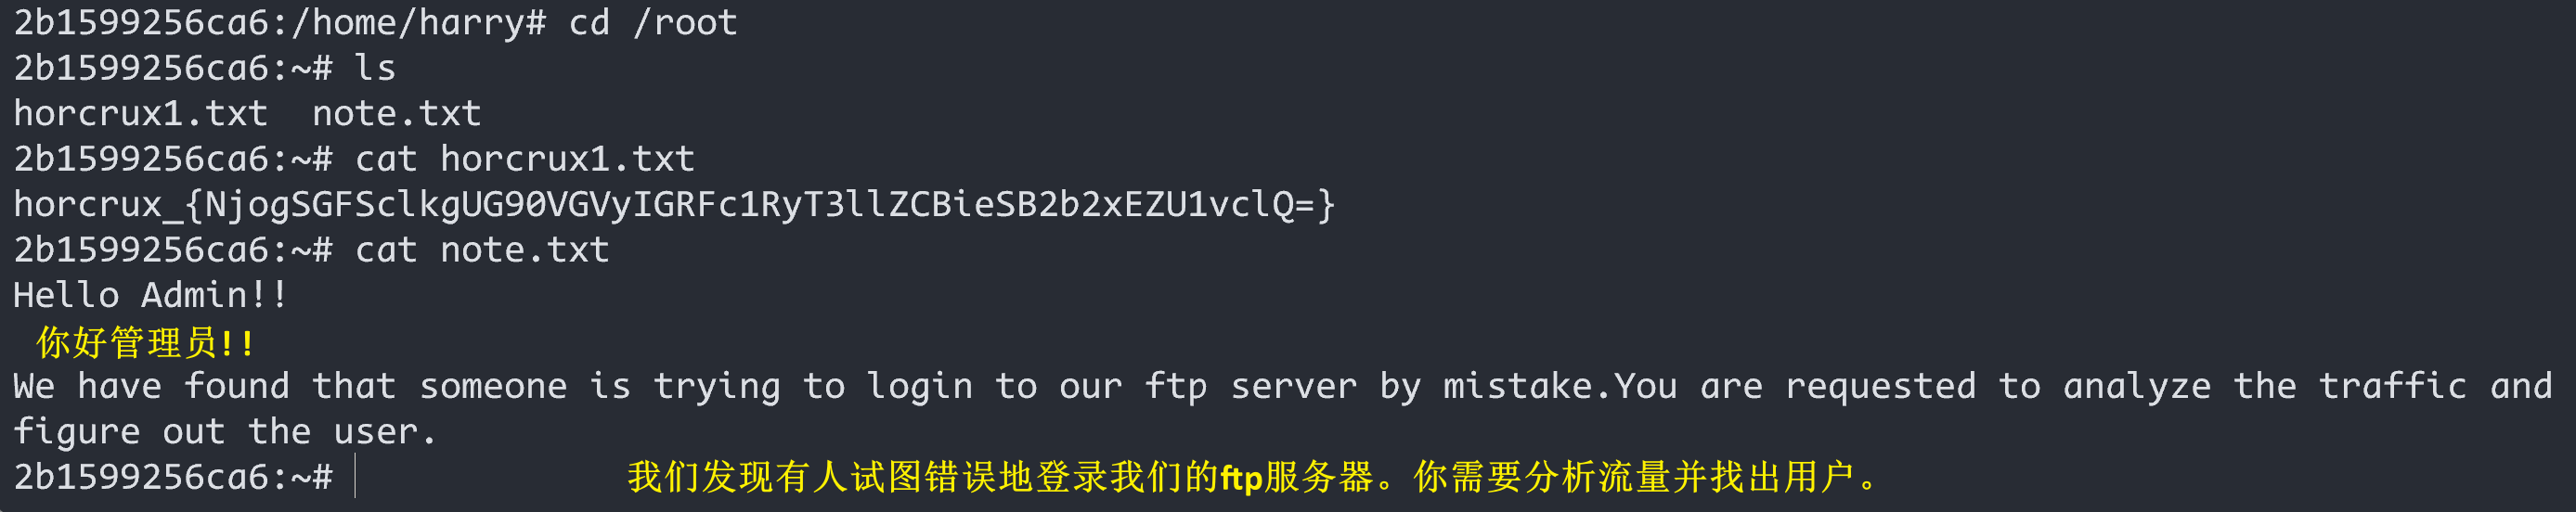 2b1599256ca6:/home/harry# cd /root
2b1599256ca6:~# ls
horcrux1.txt  note.txt
2b1599256ca6:~# cat horcrux1.txt
horcrux_{NjogSGFSclkgUG90VGVyIGRFc1RyT3llZCBieSB2b2xEZU1vclQ=}
2b1599256ca6:~# cat note.txt
Hello Admin!!
你好管理员!!
We have found that someone is trying to login to our ftp server by mistake.You are requested to analyze the traffic and
figure out the user.
2b1599256ca6:~#
我们发现有人试图错误地登录我们的ftp服务器。你需要分析流量并找出用户。